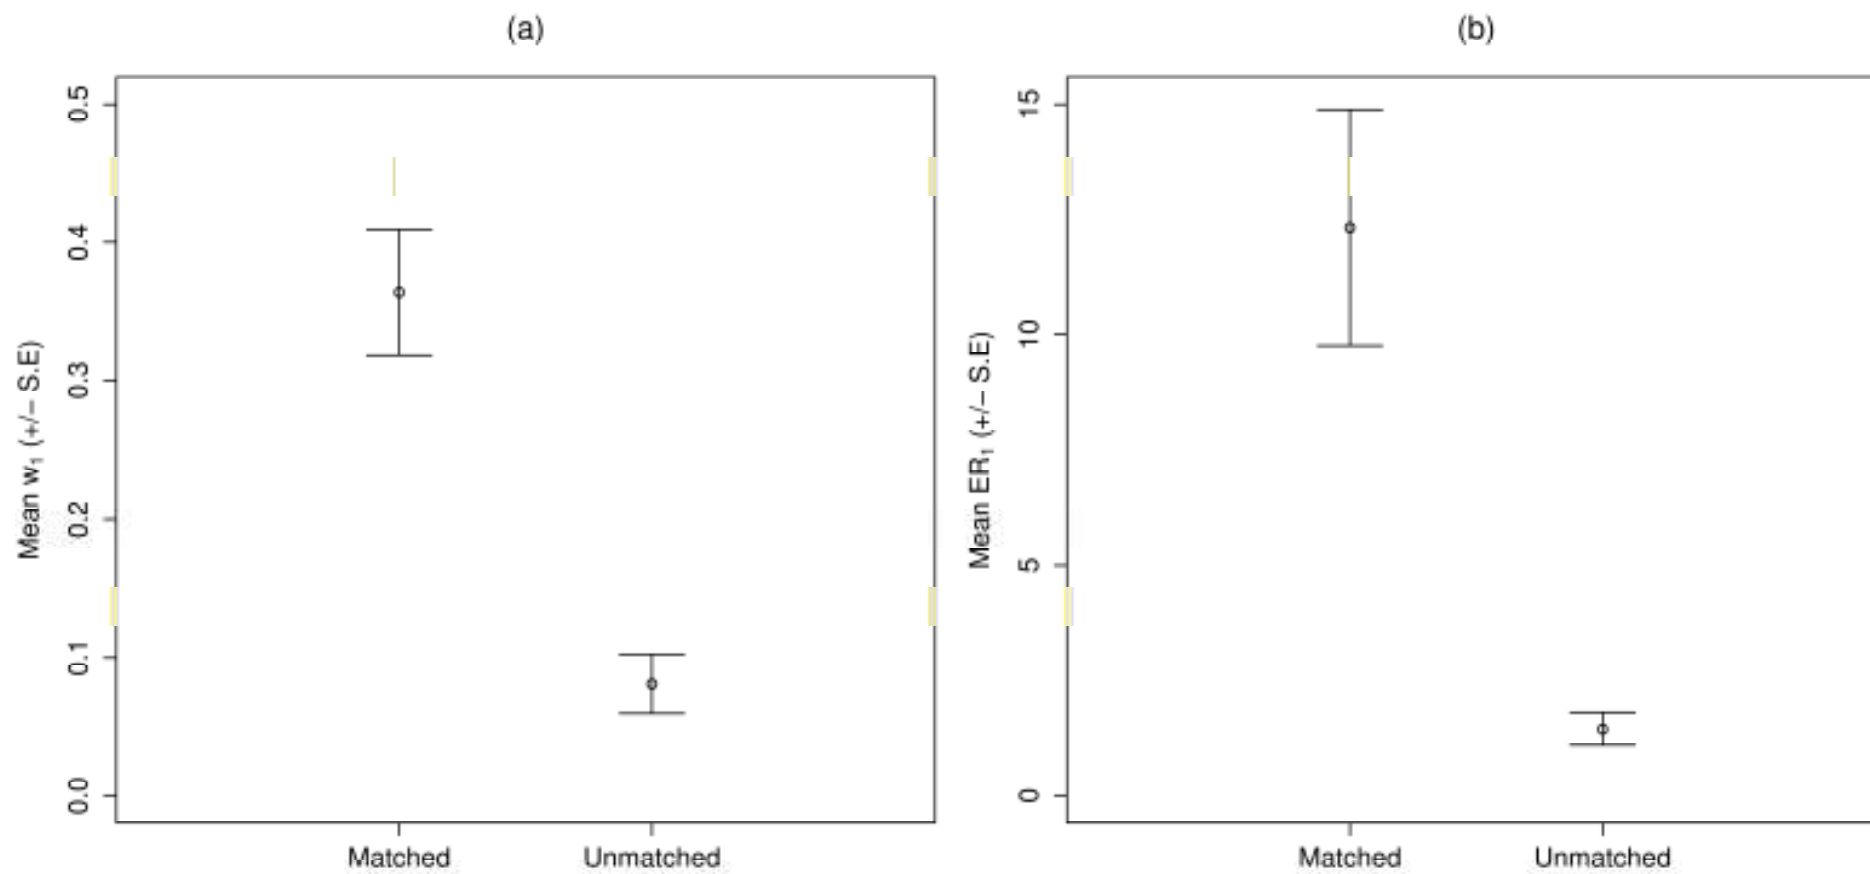 (a)
Mean w₁ (+/− S.E)
0.5
0.4
0.3
0.2
0.1
0.0
Matched Unmatched
(b)
Mean ER₁ (+/− S.E)
15
10
5
0
Matched Unmatched